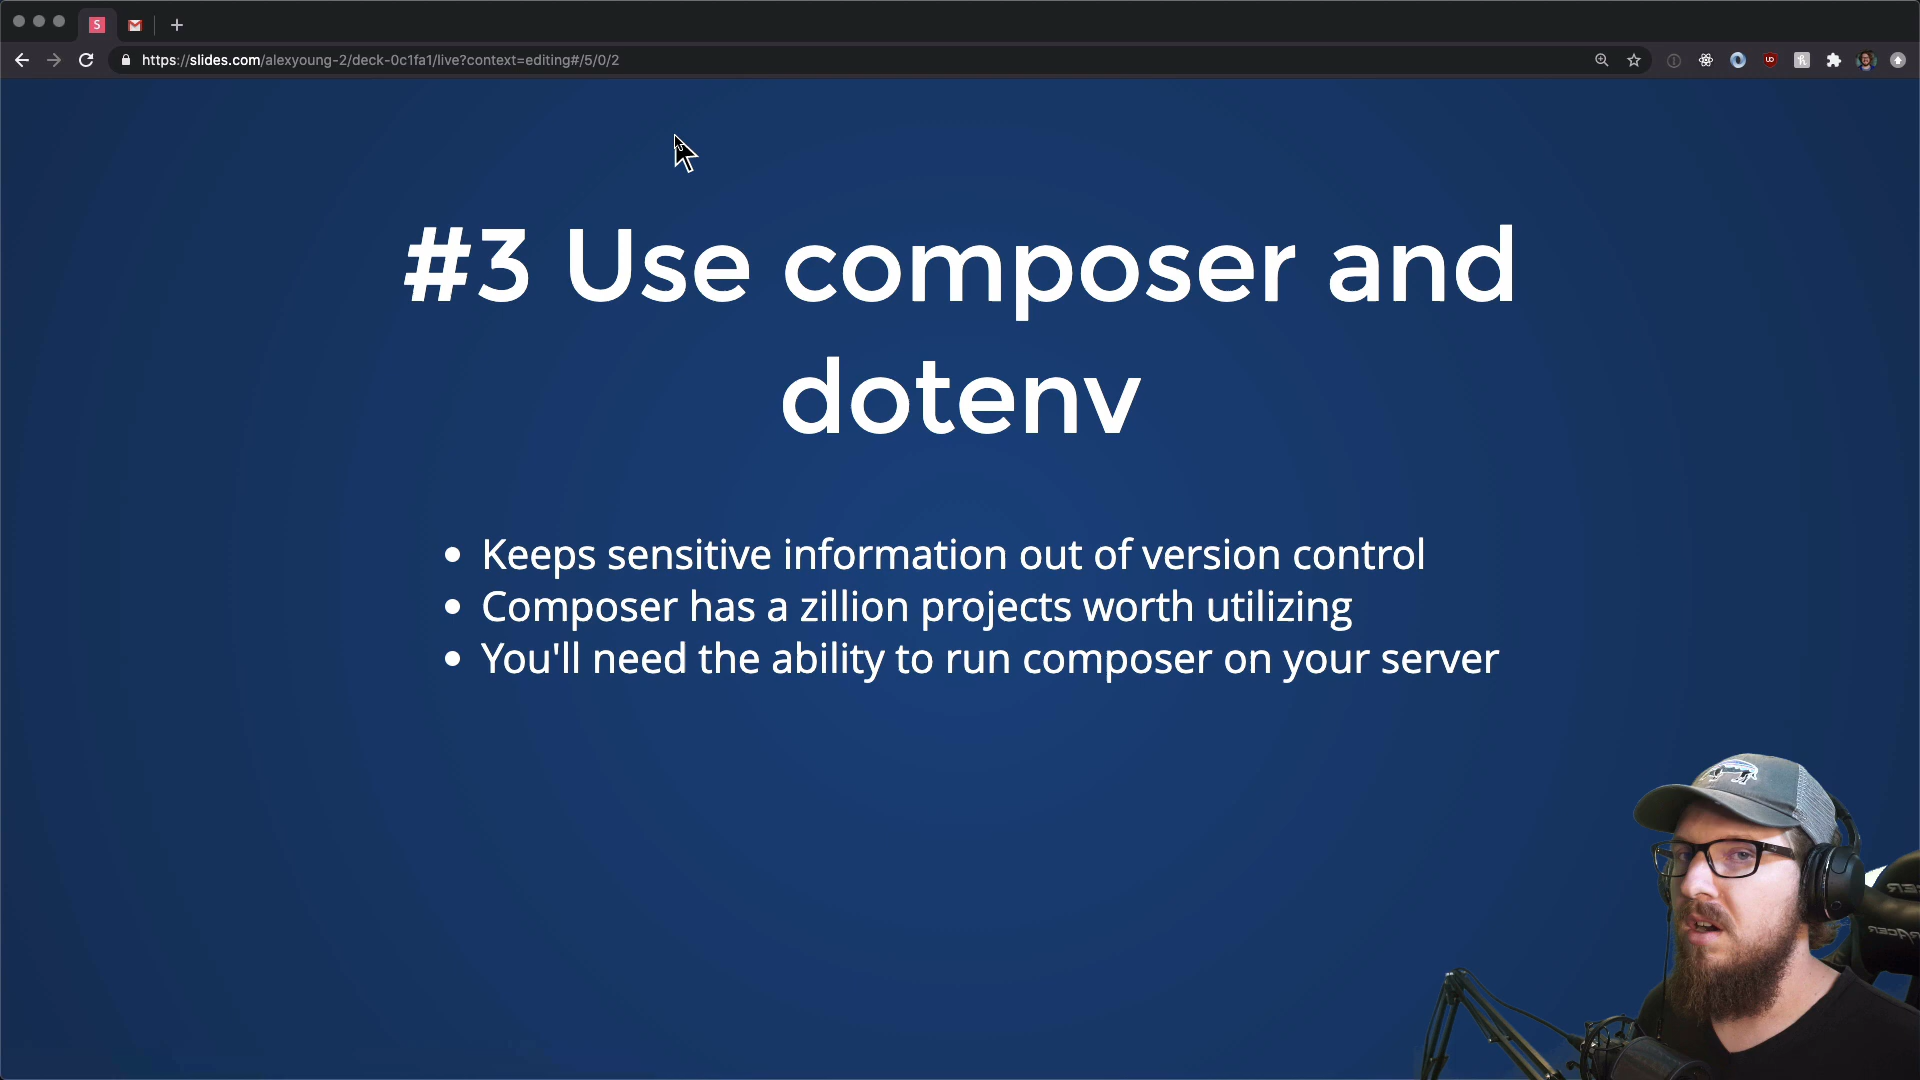 S
https://slides.com/alexyoung-2/deck-0c1fa1/live?context=editing#/5/0/2
#3 Use composer and
dotenv
• Keeps sensitive information out of version control
• Composer has a zillion projects worth utilizing
• You'll need the ability to run composer on your server